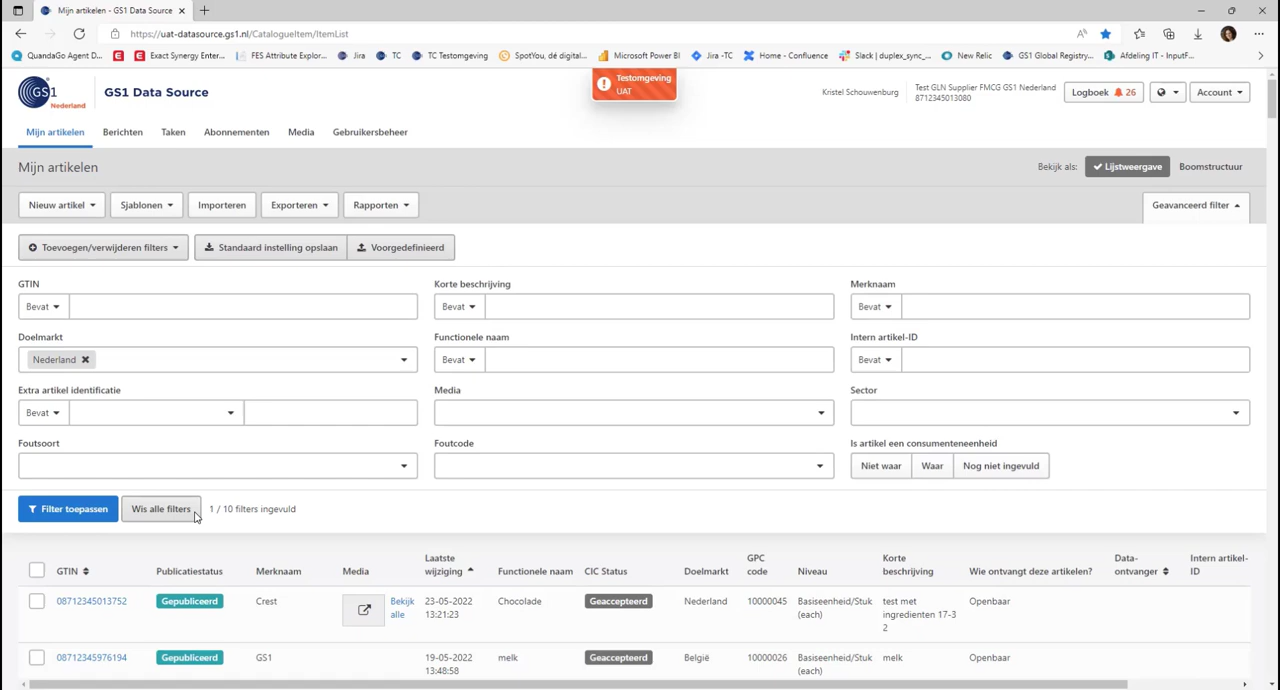 Mijn artikelen - GS1 Data Source
https://uat-datasource.gs1.nl/CatalogueItem/ItemList
QuandaGo Agent D...
Exact Synergy Enter...
FES Attribute Explor...
Jira
TC
TC Testomgeving
SpotYou, dé digital...
Microsoft Power BI
Jira -TC
Home - Confluence
Slack | duplex_sync_...
New Relic
GS1 Global Registry...
Afdeling IT - InputF...
GS1
Nederland
GS1 Data Source
Testomgeving
UAT
Kristel Schouwenburg
Test GLN Supplier FMCG GS1 Nederland
8712345013080
Logboek 26
Account
Mijn artikelen Berichten Taken Abonnementen Media Gebruikersbeheer
Mijn artikelen
Bekijk als: Lijstweergave Boomstructuur
Nieuw artikel Sjablonen Importeren Exporteren Rapporten Geavanceerd filter
Toevoegen/verwijderen filters Standaard instelling opslaan Voorgedefinieerd
GTIN Korte beschrijving Merknaam
Bevat Bevat Bevat
Doelmarkt Functionele naam Intern artikel-ID
Nederland Bevat Bevat
Extra artikel identificatie Media Sector
Bevat
Foutsoort Foutcode Is artikel een consumenteneenheid
Niet waar Waar Nog niet ingevuld
Filter toepassen Wis alle filters 1 / 10 filters ingevuld
GTIN Publicatiestatus Merknaam Media Laatste wijziging Functionele naam CIC Status Doelmarkt GPC code Niveau Korte beschrijving Wie ontvangt deze artikelen? Data-ontvanger Intern artikel-ID
08712345013752 Gepubliceerd Crest Bekijk alle 23-05-2022 13:21:23 Chocolade Geaccepteerd Nederland 10000045 Basiseenheid/Stuk (each) test met ingredienten 17-3 2 Openbaar
08712345976194 Gepubliceerd GS1 19-05-2022 13:48:58 melk Geaccepteerd België 10000026 Basiseenheid/Stuk (each) melk Openbaar